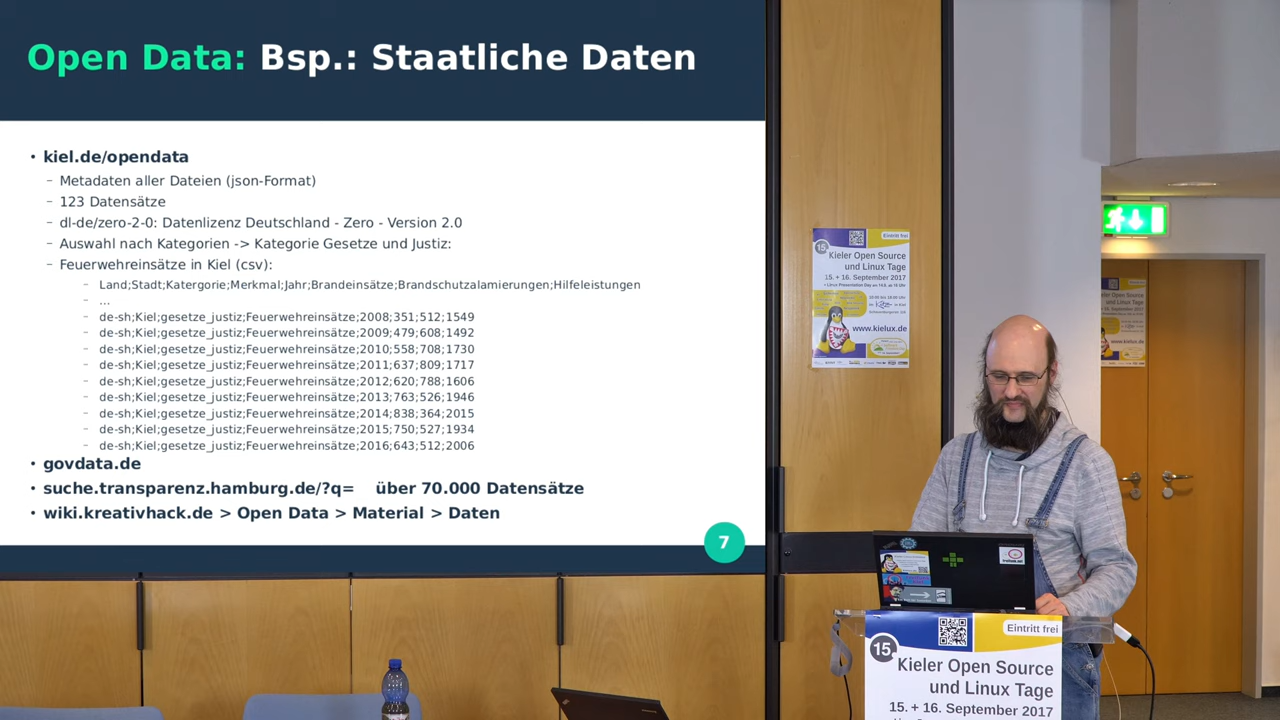 Open Data: Bsp.: Staatliche Daten
• kiel.de/opendata
– Metadaten aller Dateien (json-Format)
– 123 Datensätze
– dl-de/zero-2-0: Datenlizenz Deutschland - Zero - Version 2.0
– Auswahl nach Kategorien -> Kategorie Gesetze und Justiz:
– Feuerwehreinsätze in Kiel (csv):
– Land;Stadt;Katergorie;Merkmal;Jahr;Brandeinsätze;Brandschutzalamierungen;Hilfeleistungen
– ...
– de-sh;Kiel;gesetze_justiz;Feuerwehreinsätze;2008;351;512;1549
– de-sh;Kiel;gesetze_justiz;Feuerwehreinsätze;2009;479;608;1492
– de-sh;Kiel;gesetze_justiz;Feuerwehreinsätze;2010;558;708;1730
– de-sh;Kiel;gesetze_justiz;Feuerwehreinsätze;2011;637;809;1717
– de-sh;Kiel;gesetze_justiz;Feuerwehreinsätze;2012;620;788;1606
– de-sh;Kiel;gesetze_justiz;Feuerwehreinsätze;2013;763;526;1946
– de-sh;Kiel;gesetze_justiz;Feuerwehreinsätze;2014;838;364;2015
– de-sh;Kiel;gesetze_justiz;Feuerwehreinsätze;2015;750;527;1934
– de-sh;Kiel;gesetze_justiz;Feuerwehreinsätze;2016;643;512;2006
• govdata.de
• suche.transparenz.hamburg.de/?q= über 70.000 Datensätze
• wiki.kreativhack.de > Open Data > Material > Daten
7
Eintritt frei
15.
Kieler Open Source
und Linux Tage
15. + 16. September 2017
www.kielux.de
Eintritt frei
15.
Kieler Open Source
und Linux Tage
15. + 16. September 2017